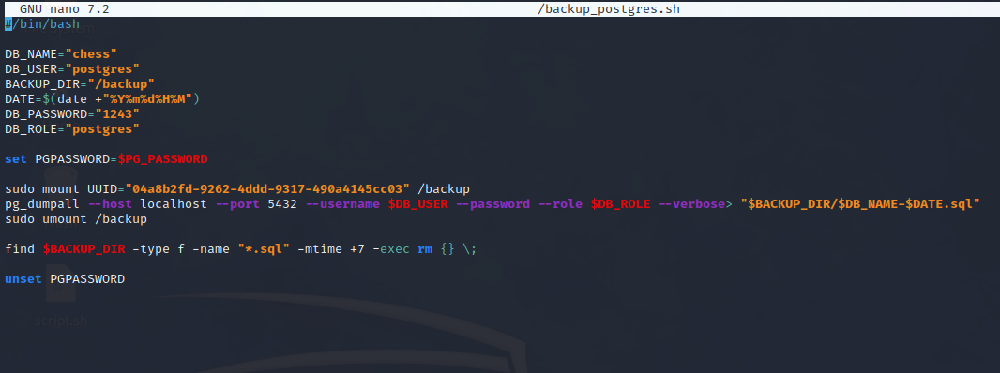 GNU nano 7.2 /backup_postgres.sh
#/bin/bash
DB_NAME="chess"
DB_USER="postgres"
BACKUP_DIR="/backup"
DATE=$(date +"%Y%m%d%H%M")
DB_PASSWORD="1243"
DB_ROLE="postgres"
set PGPASSWORD=$PG_PASSWORD
sudo mount UUID="04a8b2fd-9262-4ddd-9317-490a4145cc03" /backup
pg_dumpall --host localhost --port 5432 --username $DB_USER --password --role $DB_ROLE --verbose> "$BACKUP_DIR/$DB_NAME-$DATE.sql"
sudo umount /backup
find $BACKUP_DIR -type f -name "*.sql" -mtime +7 -exec rm {} \;
unset PGPASSWORD
script.sh